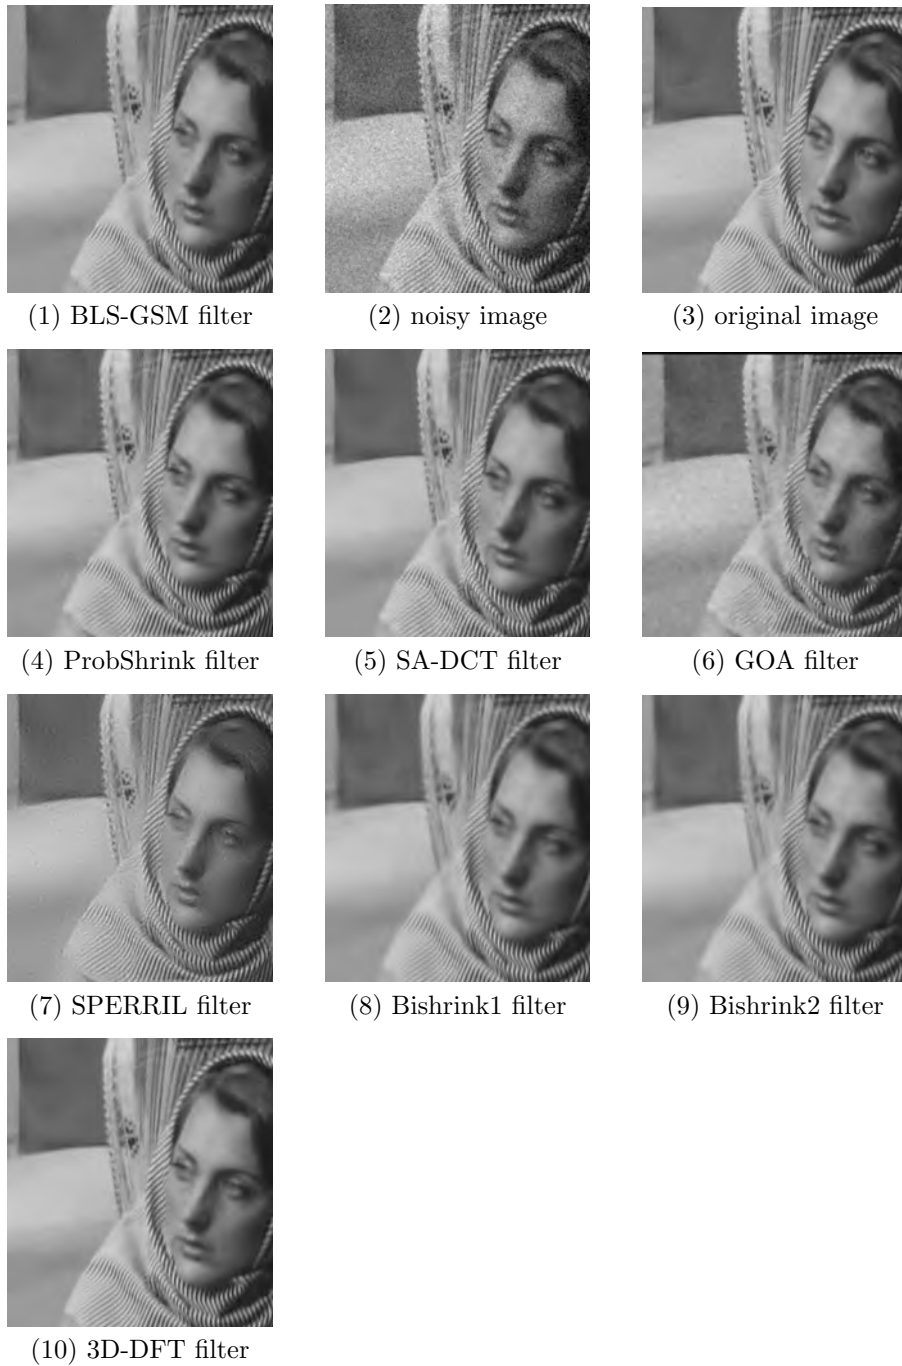 (1) BLS-GSM filter
(2) noisy image
(3) original image
(4) ProbShrink filter
(5) SA-DCT filter
(6) GOA filter
(7) SPERRIL filter
(8) Bishrink1 filter
(9) Bishrink2 filter
(10) 3D-DFT filter